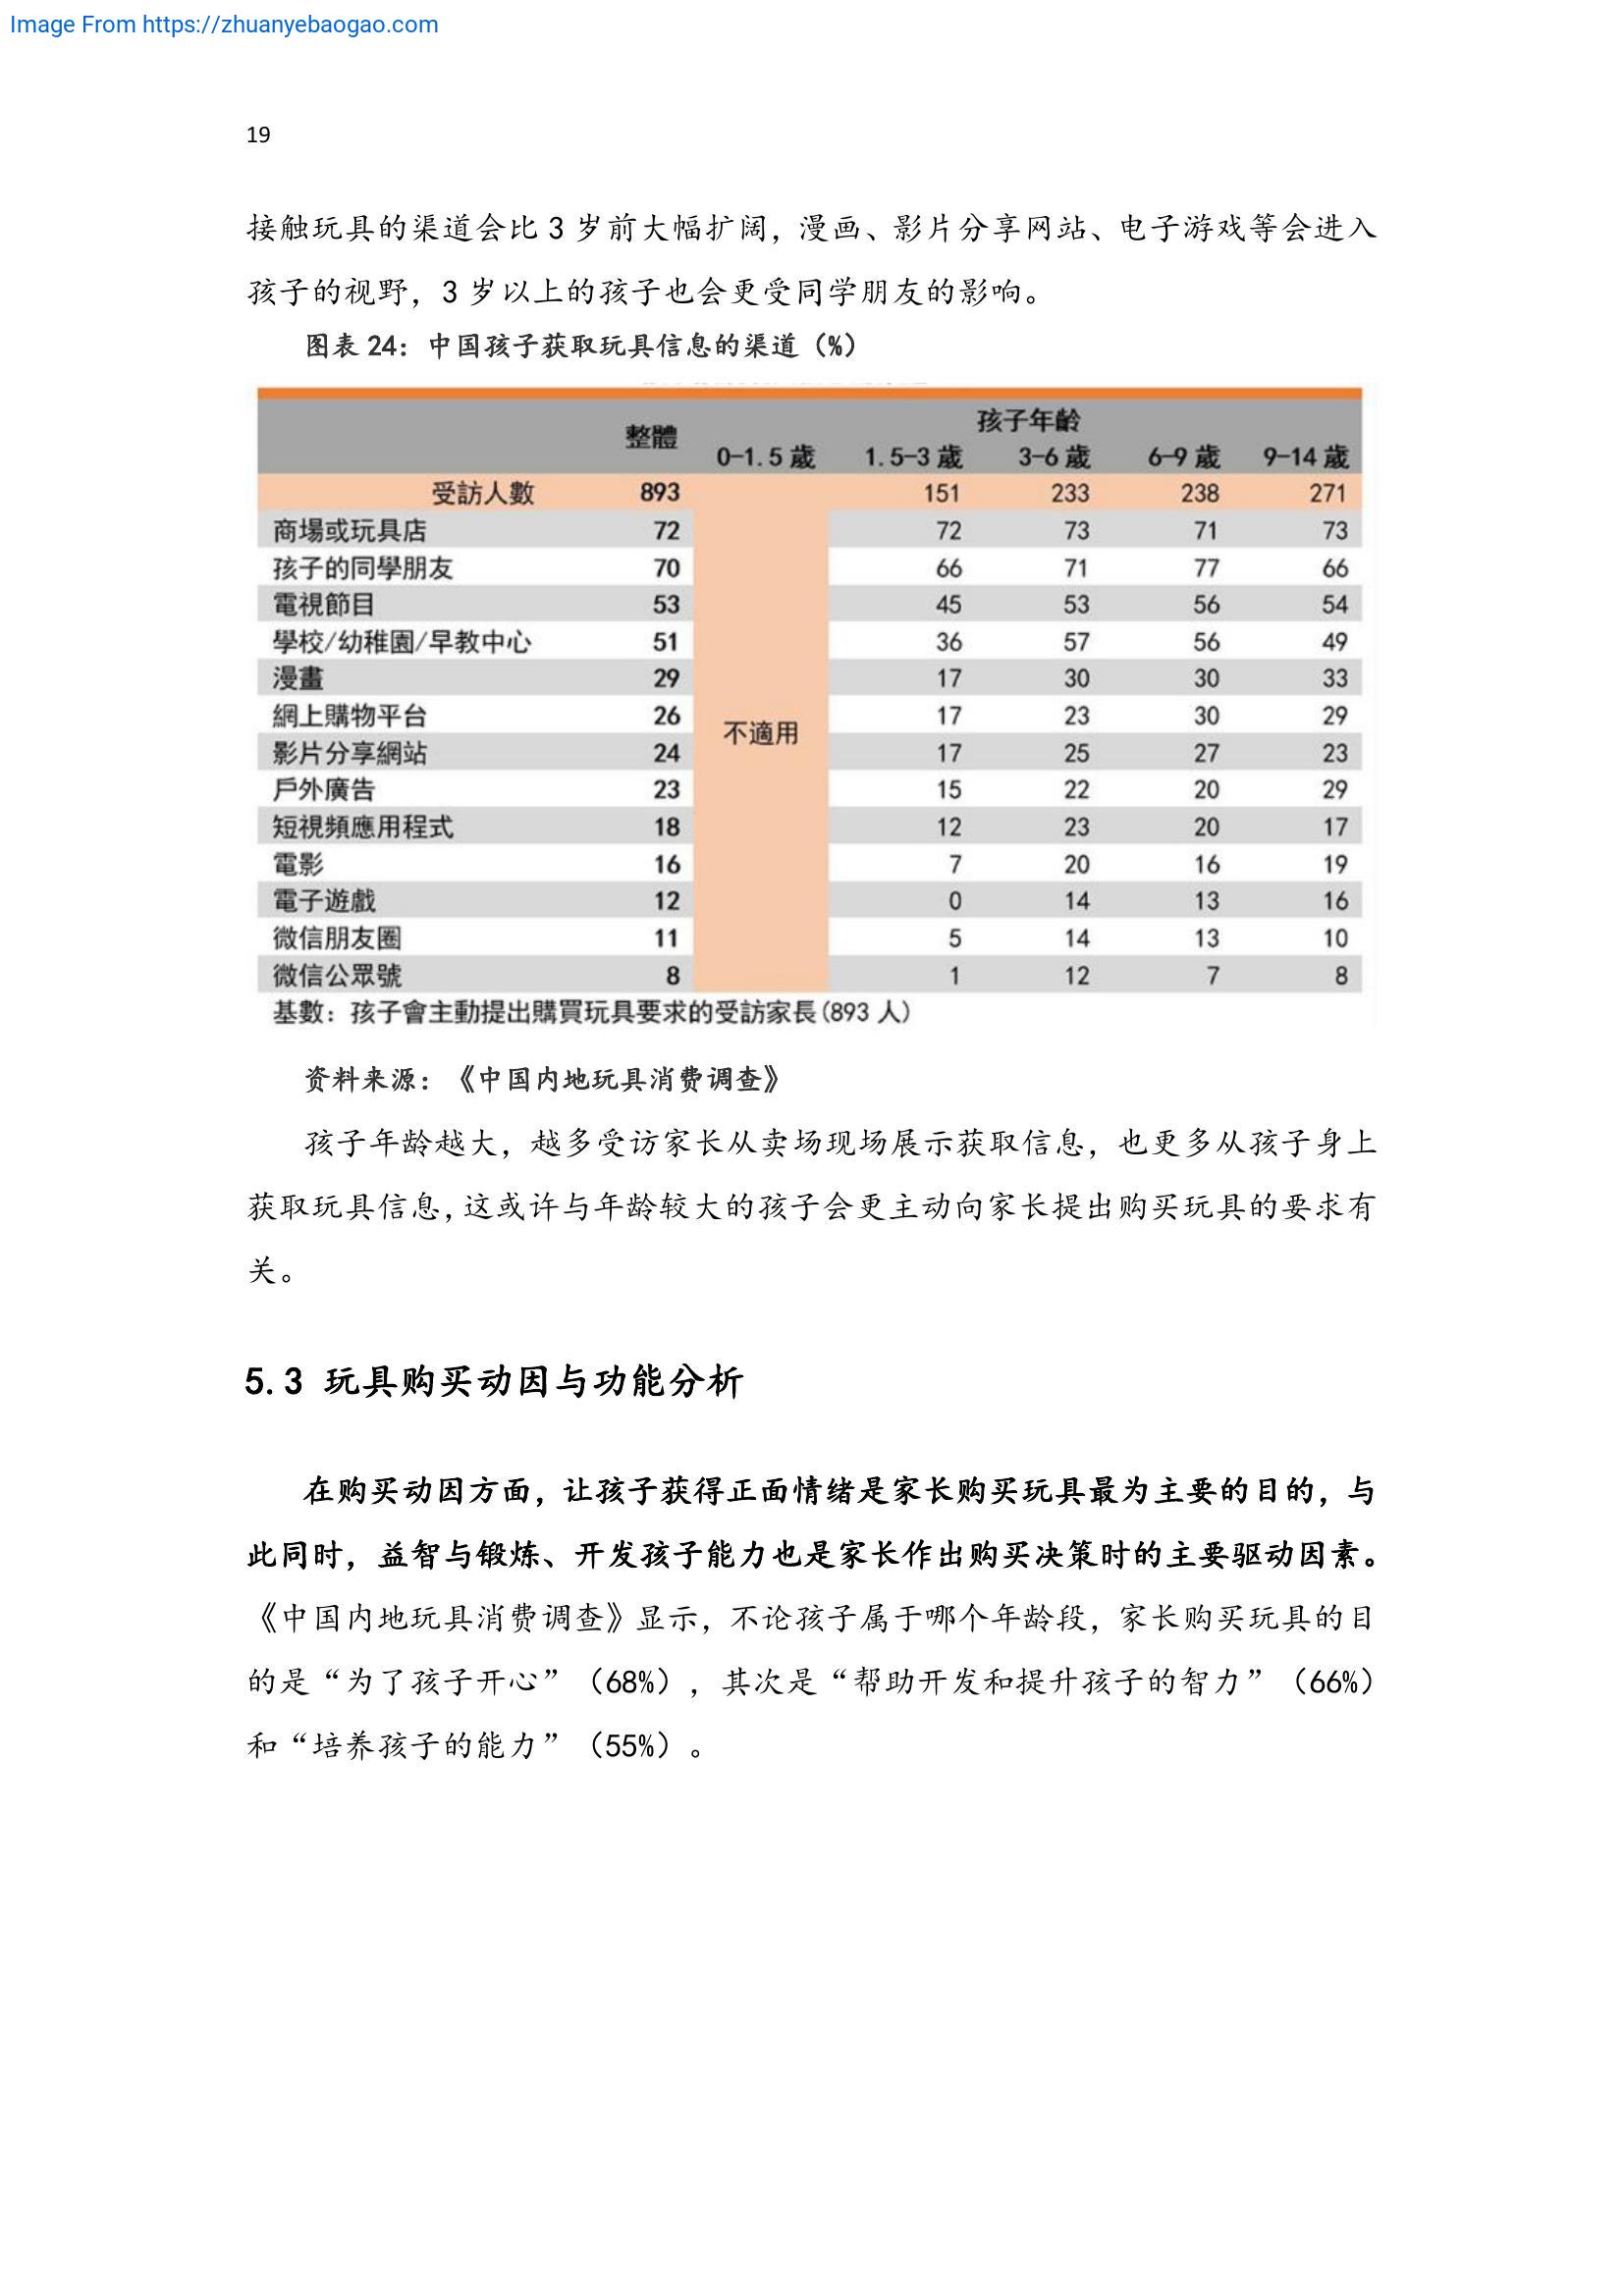 Image From https://zhuanyebaogao.com
19
接触玩具的渠道会比 3 岁前大幅扩阔，漫画、影片分享网站、电子游戏等会进入
孩子的视野，3 岁以上的孩子也会更受同学朋友的影响。
图表 24：中国孩子获取玩具信息的渠道（%）
整體 孩子年齡
0-1.5 歲 1.5-3 歲 3-6 歲 6-9 歲 9-14 歲
受訪人數 893 151 233 238 271
商場或玩具店 72 72 73 71 73
孩子的同學朋友 70 66 71 77 66
電視節目 53 45 53 56 54
學校/幼稚園/早教中心 51 36 57 56 49
漫畫 29 17 30 30 33
網上購物平台 26 不適用 17 23 30 29
影片分享網站 24 17 25 27 23
戶外廣告 23 15 22 20 29
短視頻應用程式 18 12 23 20 17
電影 16 7 20 16 19
電子遊戲 12 0 14 13 16
微信朋友圈 11 5 14 13 10
微信公眾號 8 1 12 7 8
基數：孩子會主動提出購買玩具要求的受訪家長(893 人)
资料来源：《中国内地玩具消费调查》
孩子年龄越大，越多受访家长从卖场现场展示获取信息，也更多从孩子身上
获取玩具信息，这或许与年龄较大的孩子会更主动向家长提出购买玩具的要求有
关。
5.3 玩具购买动因与功能分析
在购买动因方面，让孩子获得正面情绪是家长购买玩具最为主要的目的，与
此同时，益智与锻炼、开发孩子能力也是家长作出购买决策时的主要驱动因素。
《中国内地玩具消费调查》显示，不论孩子属于哪个年龄段，家长购买玩具的目
的是“为了孩子开心”（68%），其次是“帮助开发和提升孩子的智力”（66%）
和“培养孩子的能力”（55%）。